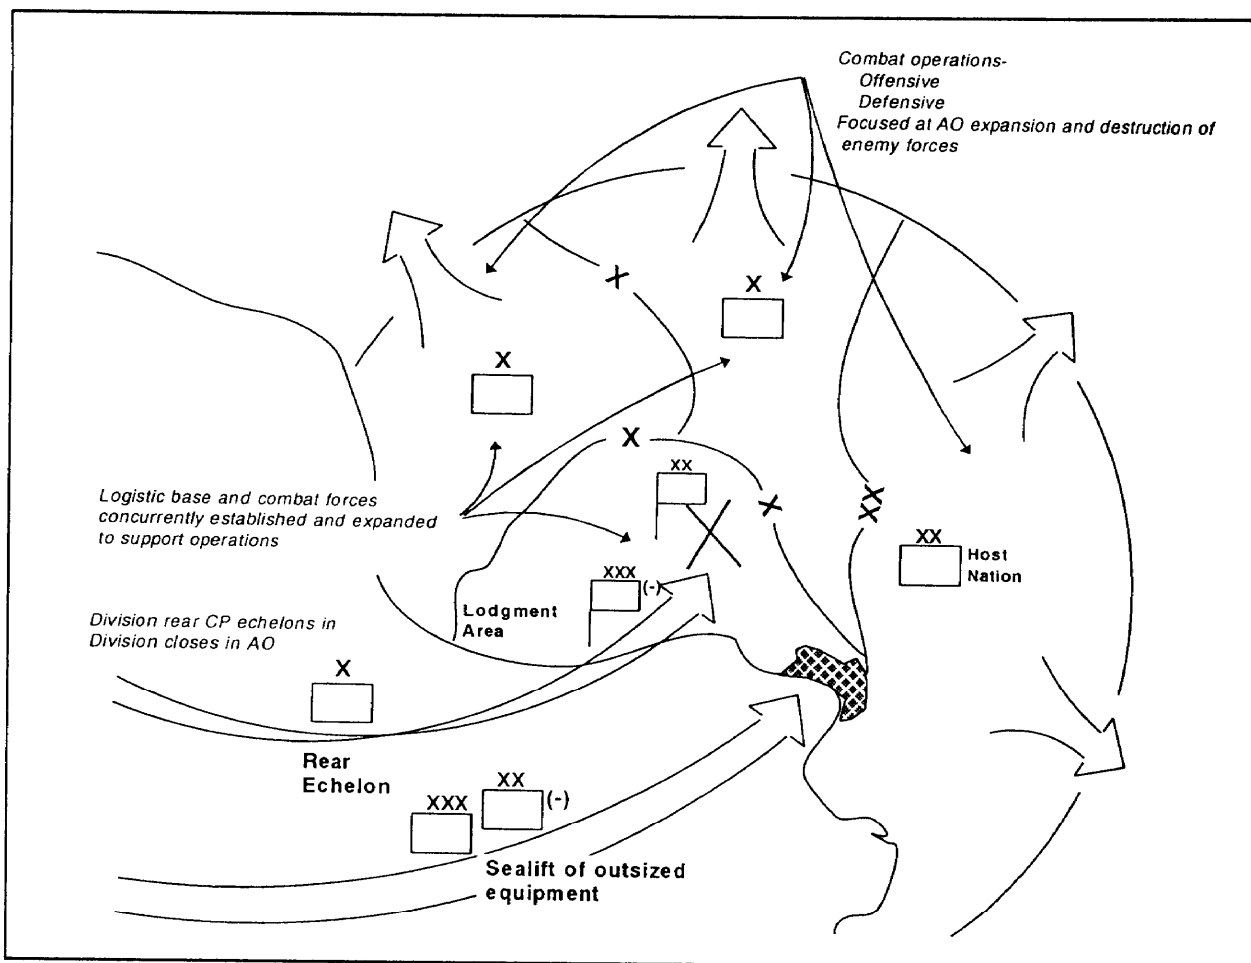 Combat operations-
Offensive
Defensive
Focused at AO expansion and destruction of
enemy forces
X
X
X
X
X
XX
X
XX
XX
Host
Nation
Logistic base and combat forces
concurrently established and expanded
to support operations
XXX
(-)
Lodgment
Area
Division rear CP echelons in
Division closes in AO
X
Rear
Echelon
XXX
XX
(-)
Sealift of outsized
equipment